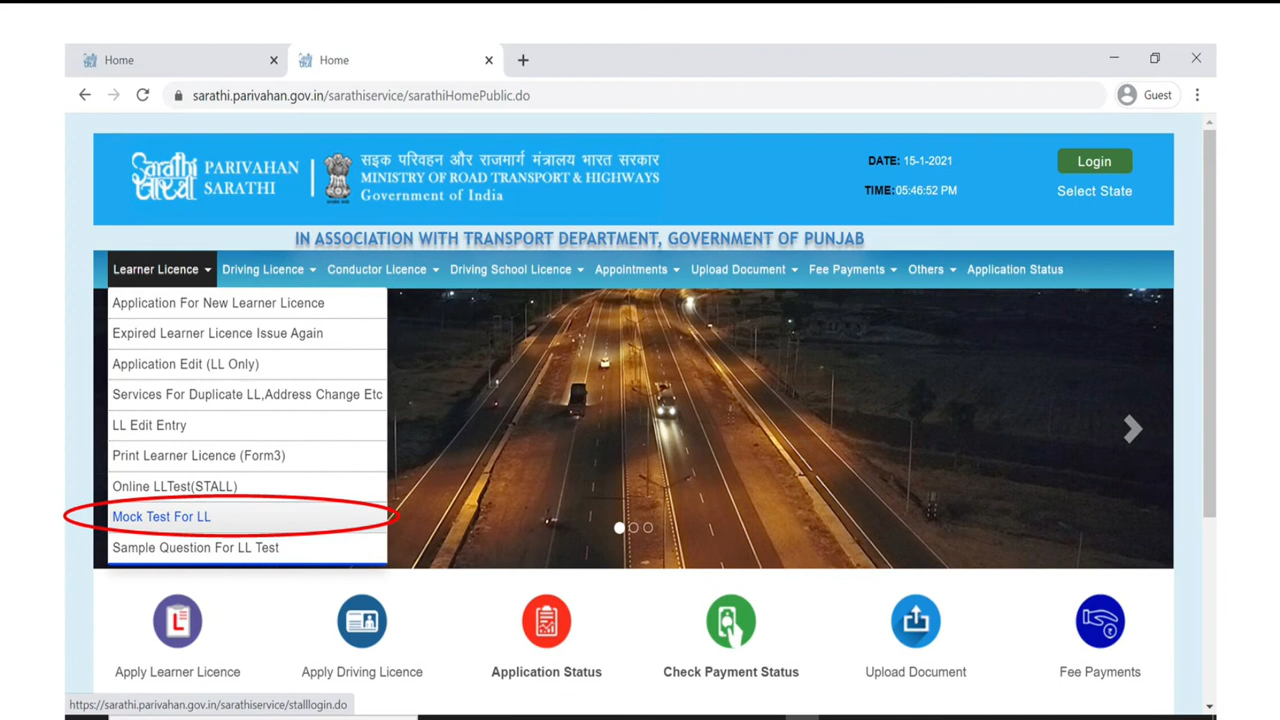 Home
Home
sarathi.parivahan.gov.in/sarathiservice/sarathiHomePublic.do
Guest
Sarathi
सारथी
PARIVAHAN
SARATHI
सड़क परिवहन और राजमार्ग मंत्रालय भारत सरकार
MINISTRY OF ROAD TRANSPORT & HIGHWAYS
Government of India
DATE: 15-1-2021
TIME:05:46:52 PM
Login
Select State
IN ASSOCIATION WITH TRANSPORT DEPARTMENT, GOVERNMENT OF PUNJAB
Learner Licence Driving Licence Conductor Licence Driving School Licence Appointments Upload Document Fee Payments Others Application Status
Application For New Learner Licence
Expired Learner Licence Issue Again
Application Edit (LL Only)
Services For Duplicate LL,Address Change Etc
LL Edit Entry
Print Learner Licence (Form3)
Online LLTest(STALL)
Mock Test For LL
Sample Question For LL Test
L
Apply Learner Licence Apply Driving Licence Application Status Check Payment Status Upload Document Fee Payments
https://sarathi.parivahan.gov.in/sarathiservice/stalllogin.do